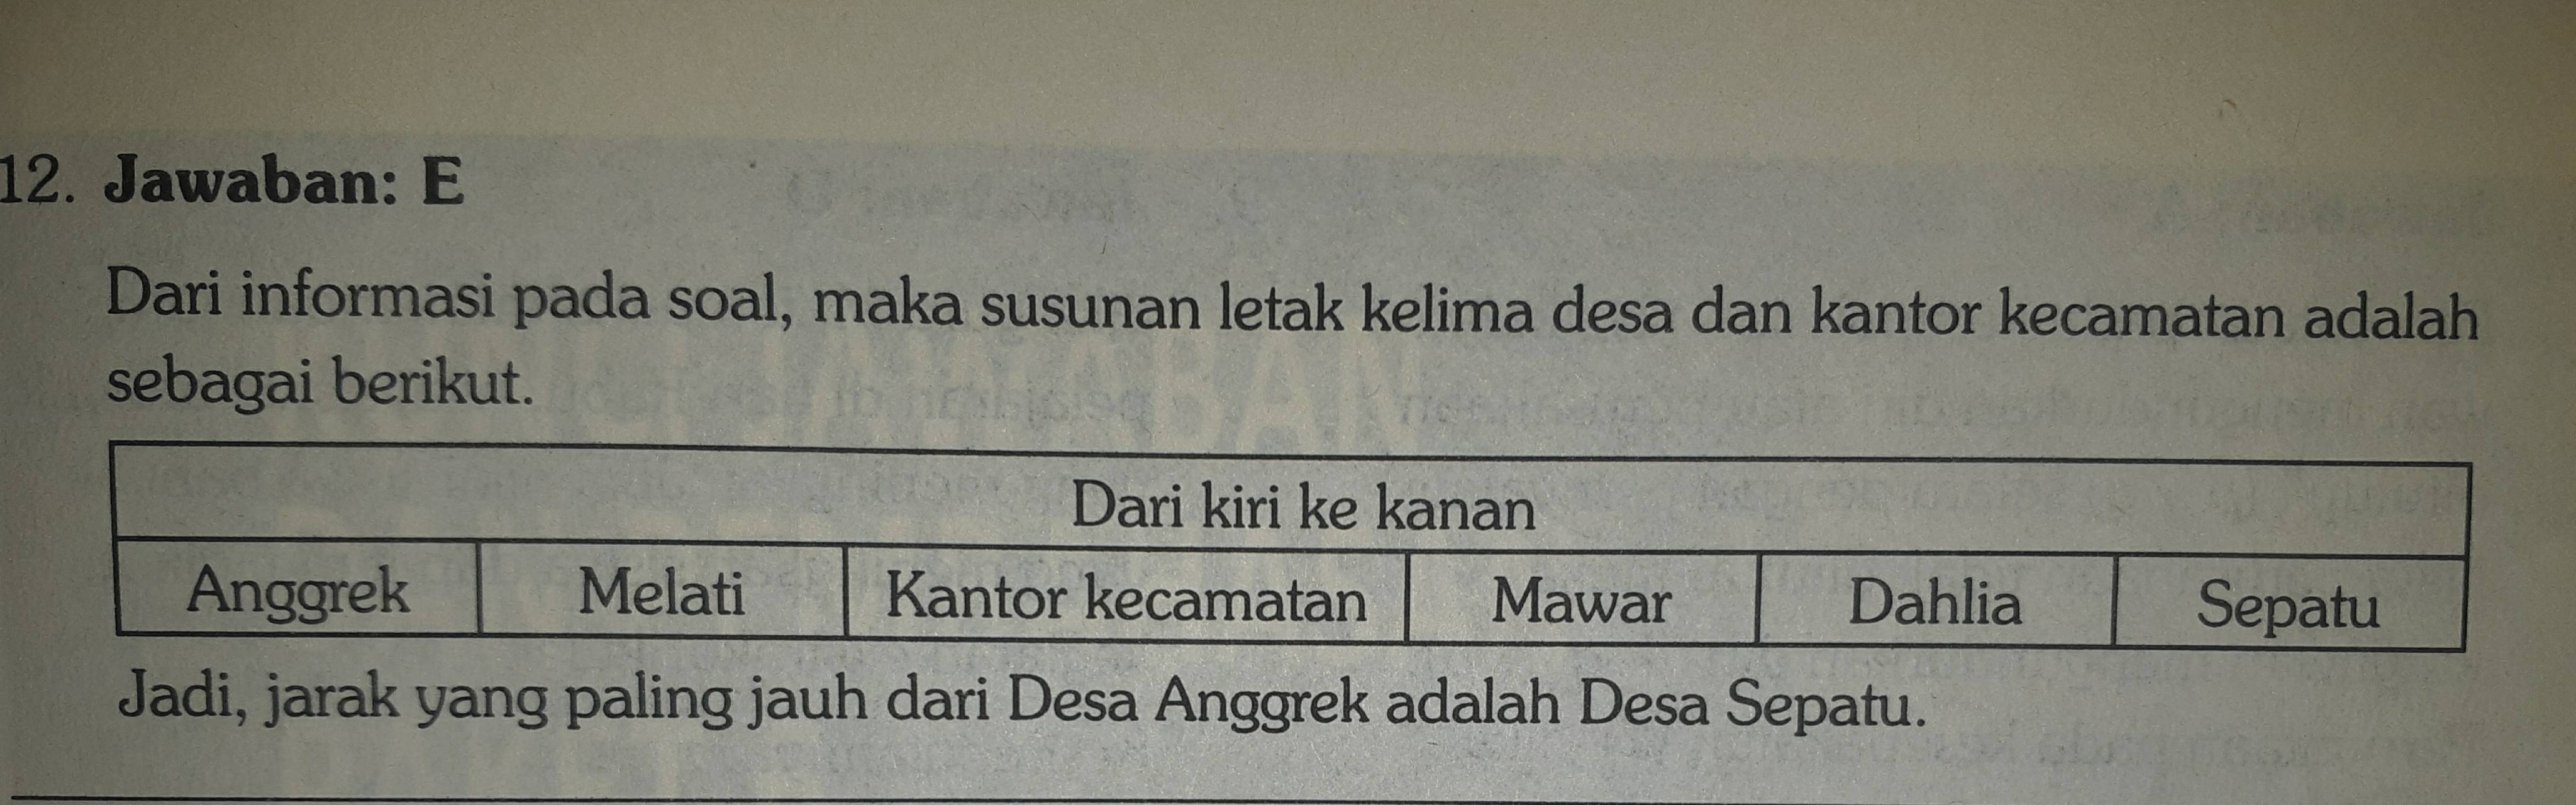 12. Jawaban: E
Dari informasi pada soal, maka susunan letak kelima desa dan kantor kecamatan adalah
sebagai berikut.
Dari kiri ke kanan
Anggrek Melati Kantor kecamatan Mawar Dahlia Sepatu
Jadi, jarak yang paling jauh dari Desa Anggrek adalah Desa Sepatu.